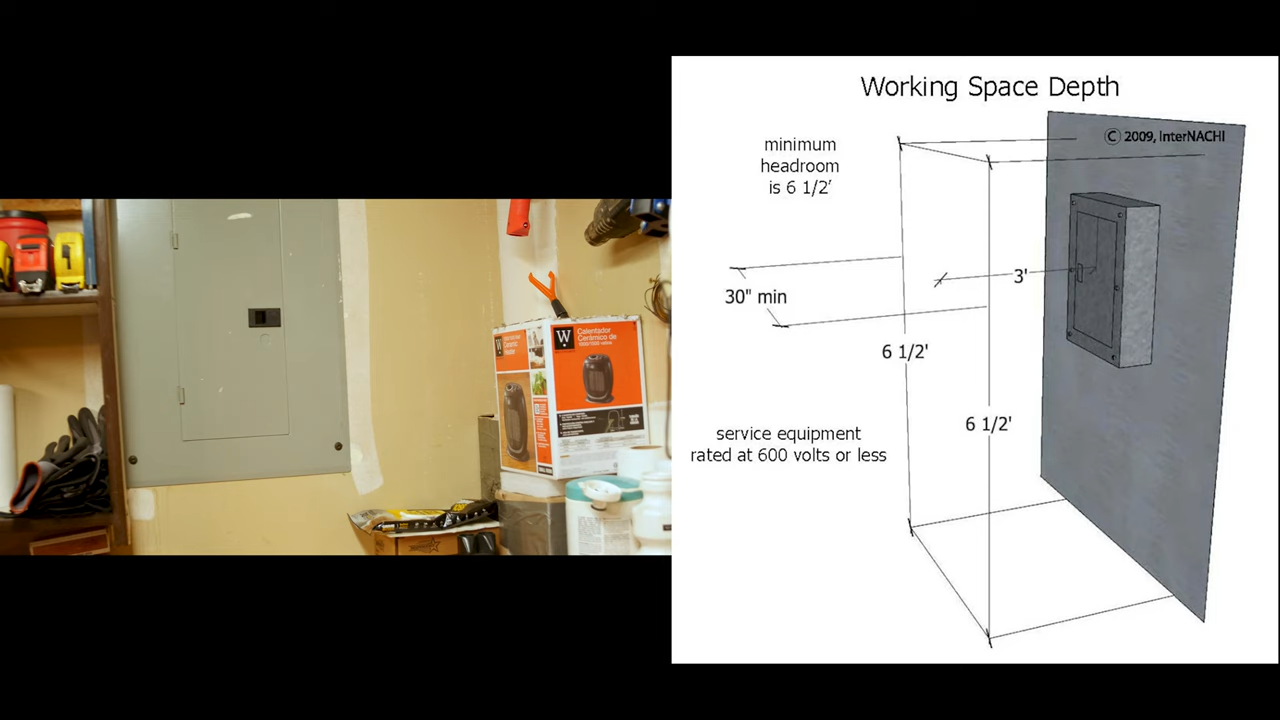 Working Space Depth
© 2009, InterNACHI
minimum
headroom
is 6 1/2'
3'
30" min
6 1/2'
6 1/2'
service equipment
rated at 600 volts or less
W
W
Calentador
Cerámico de